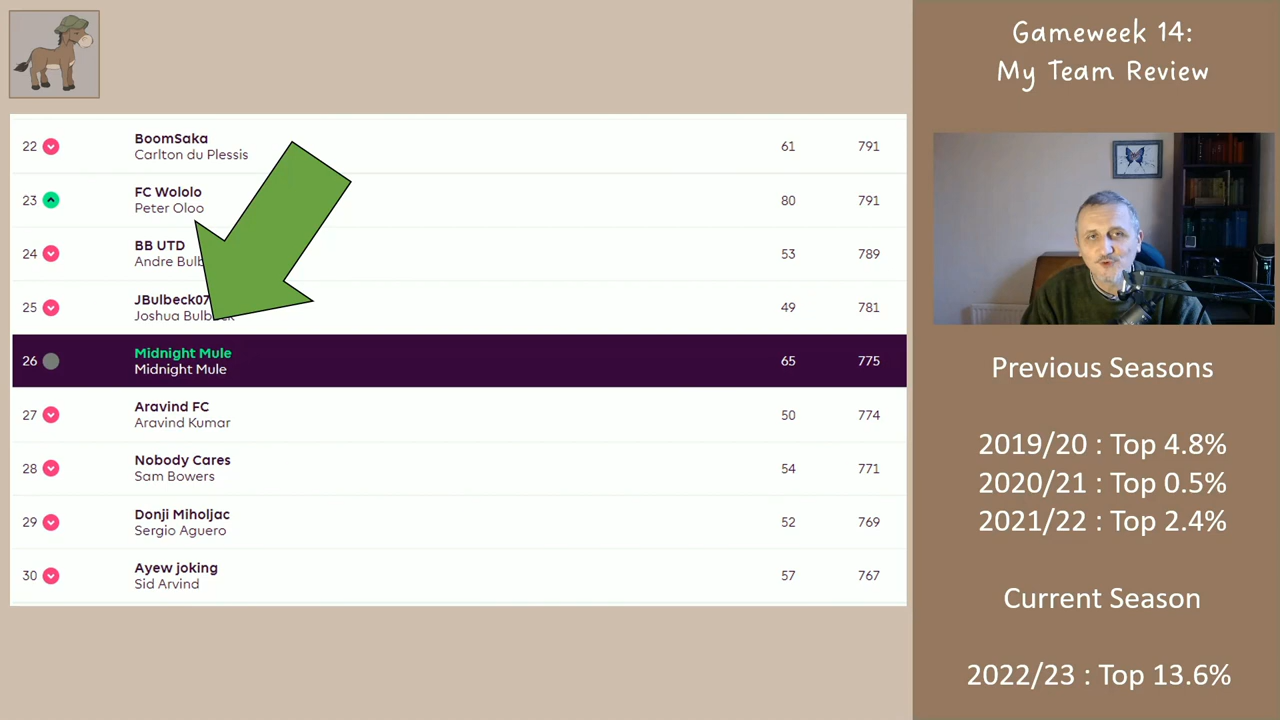 Gameweek 14:
My Team Review
22 BoomSaka 61 791
Carlton du Plessis
23 FC Wololo 80 791
Peter Oloo
24 BB UTD 53 789
Andre Bulb
25 JBulbeck07 49 781
Joshua Bulbeck
26 Midnight Mule 65 775
Midnight Mule
27 Aravind FC 50 774
Aravind Kumar
28 Nobody Cares 54 771
Sam Bowers
29 Donji Miholjac 52 769
Sergio Aguero
30 Ayew joking 57 767
Sid Arvind
Previous Seasons
2019/20 : Top 4.8%
2020/21 : Top 0.5%
2021/22 : Top 2.4%
Current Season
2022/23 : Top 13.6%